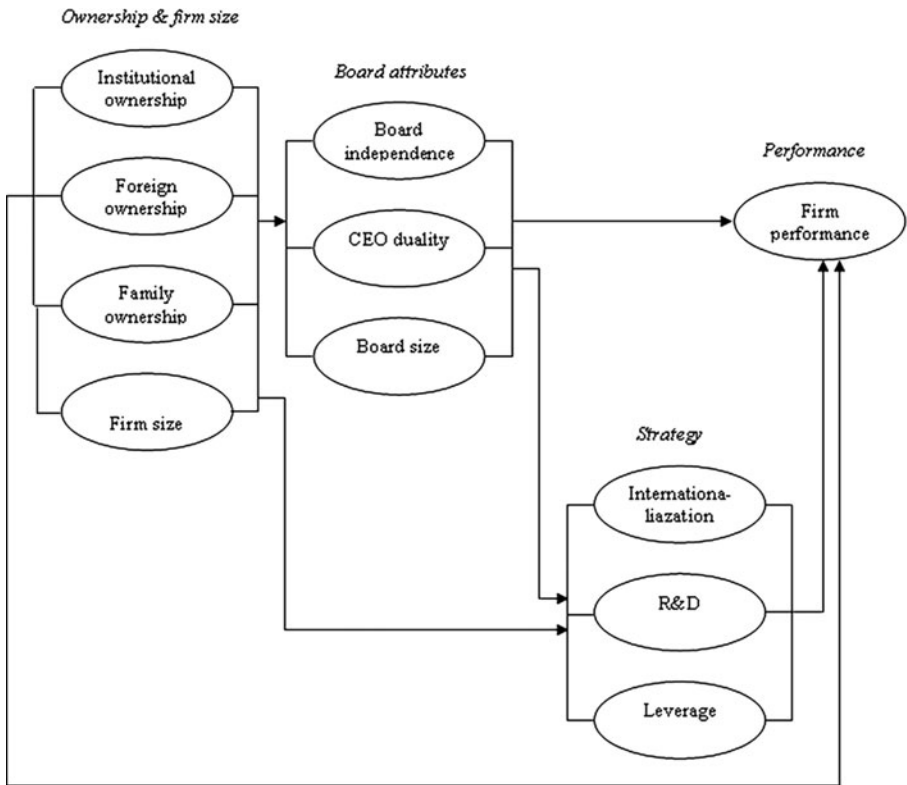 Ownership & firm size
Institutional
ownership
Foreign
ownership
Family
ownership
Firm size
Board attributes
Board
independence
CEO duality
Board size
Performance
Firm
performance
Strategy
Internationa-
liazation
R&D
Leverage